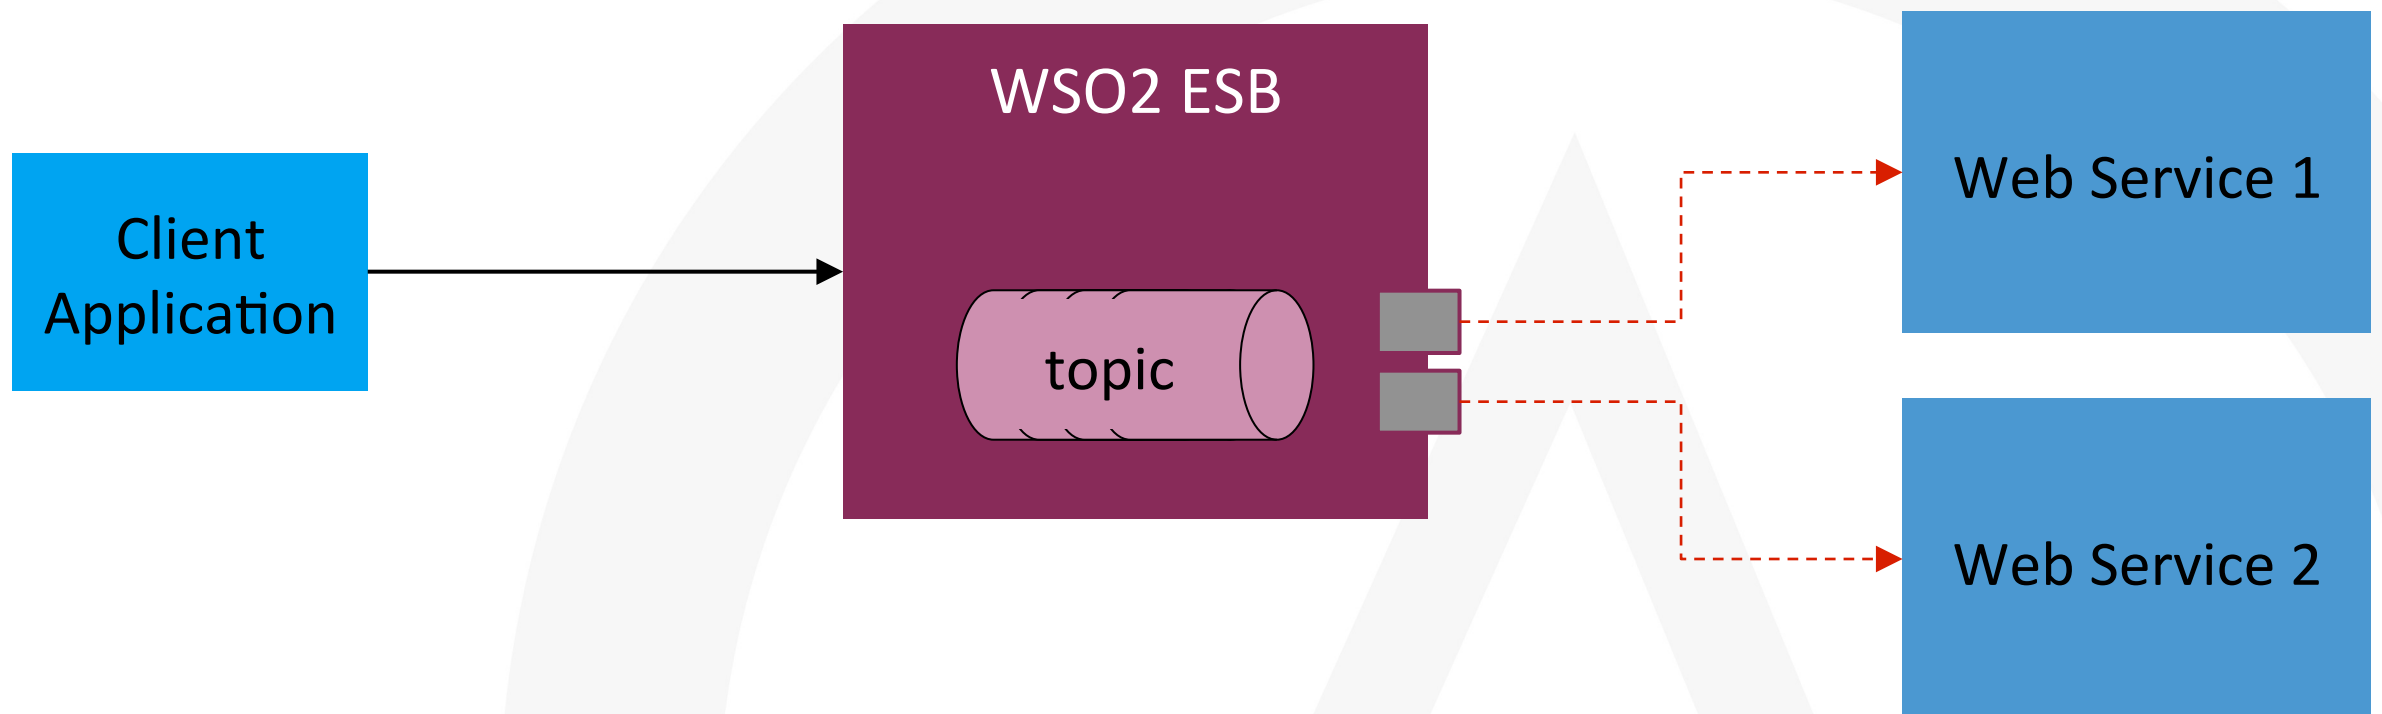 WSO2 ESB
Client
Application
topic
Web Service 1
Web Service 2